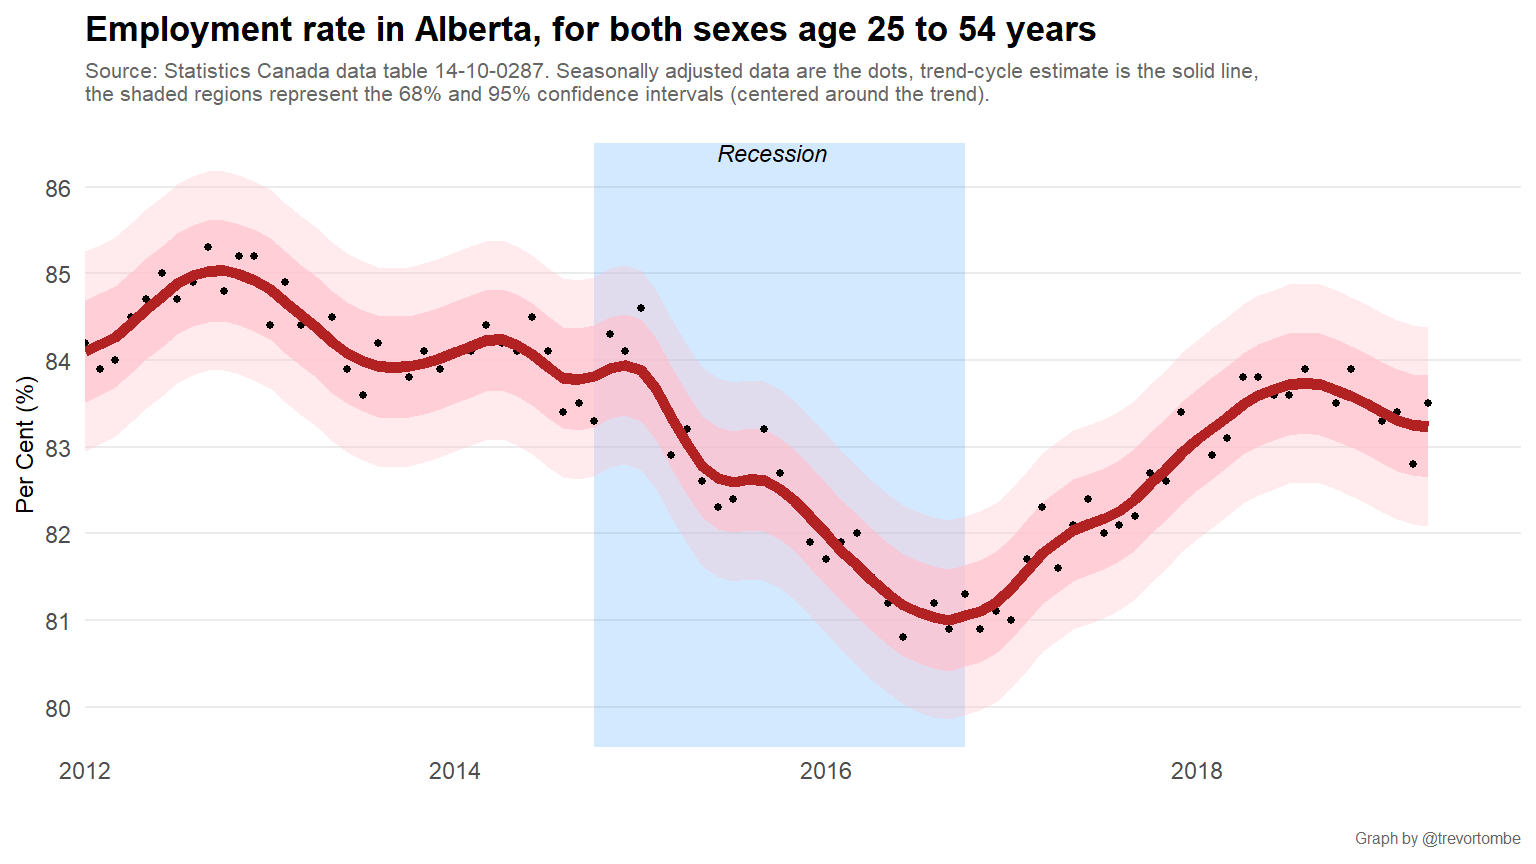 Employment rate in Alberta, for both sexes age 25 to 54 years
Source: Statistics Canada data table 14-10-0287. Seasonally adjusted data are the dots, trend-cycle estimate is the solid line,
the shaded regions represent the 68% and 95% confidence intervals (centered around the trend).
Recession
86
85
84
83
82
81
80
Per Cent (%)
2012
2014
2016
2018
Graph by @trevortombe